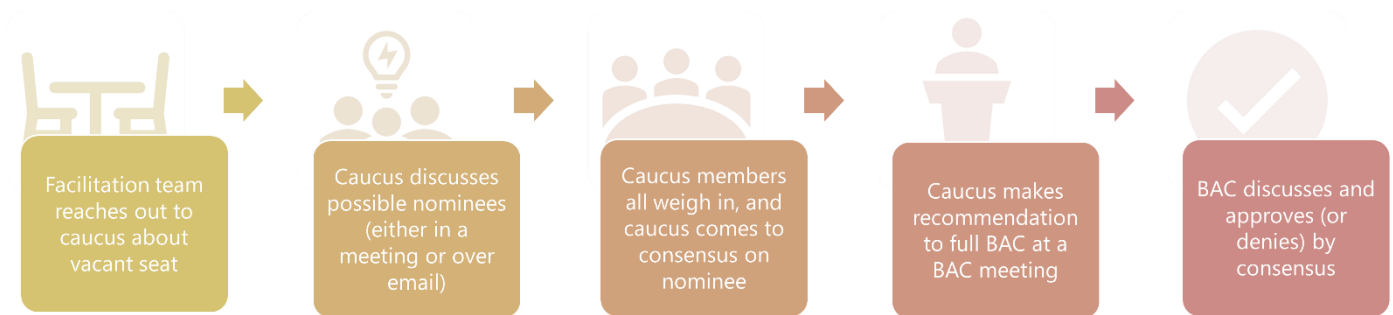 Facilitation team
reaches out to
caucus about
vacant seat
Caucus discusses
possible nominees
(either in a
meeting or over
email)
Caucus members
all weigh in, and
caucus comes to
consensus on
nominee
Caucus makes
recommendation
to full BAC at a
BAC meeting
BAC discusses and
approves (or
denies) by
consensus